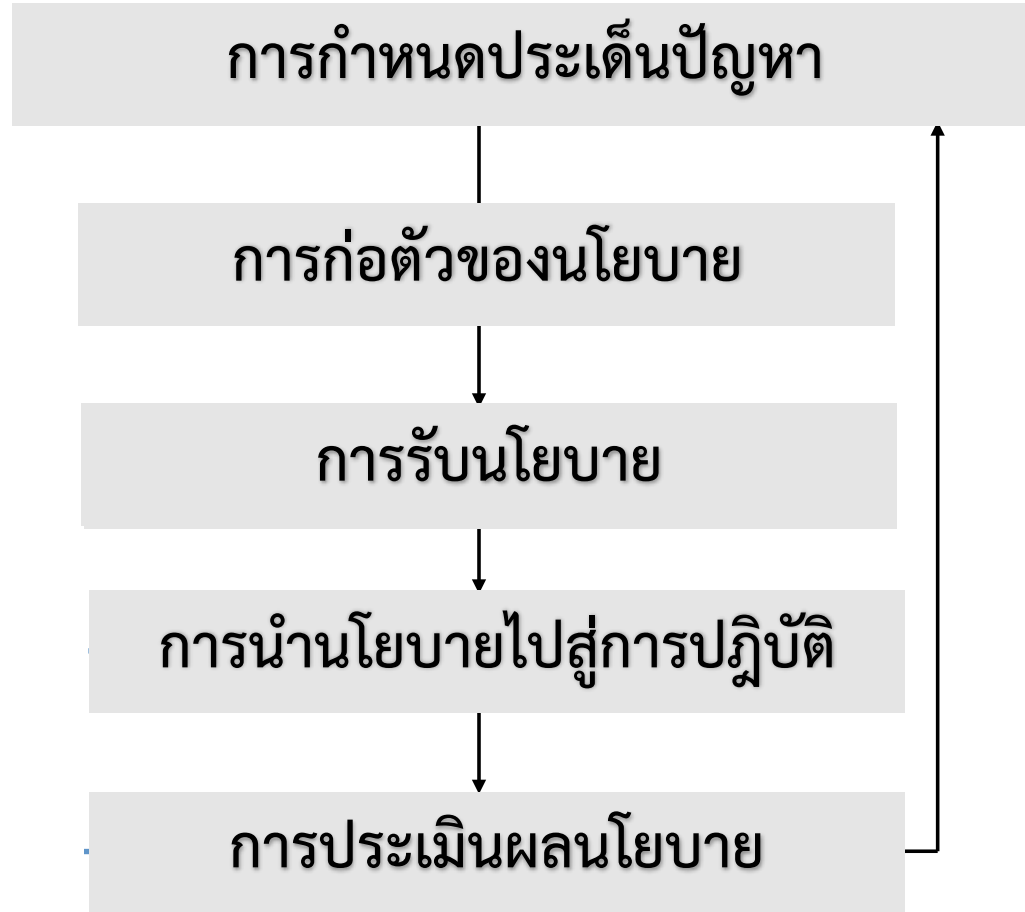 การกำหนดประเด็นปัญหา
การก่อตัวของนโยบาย
การรับนโยบาย
การนำนโยบายไปสู่การปฎิบัติ
การประเมินผลนโยบาย